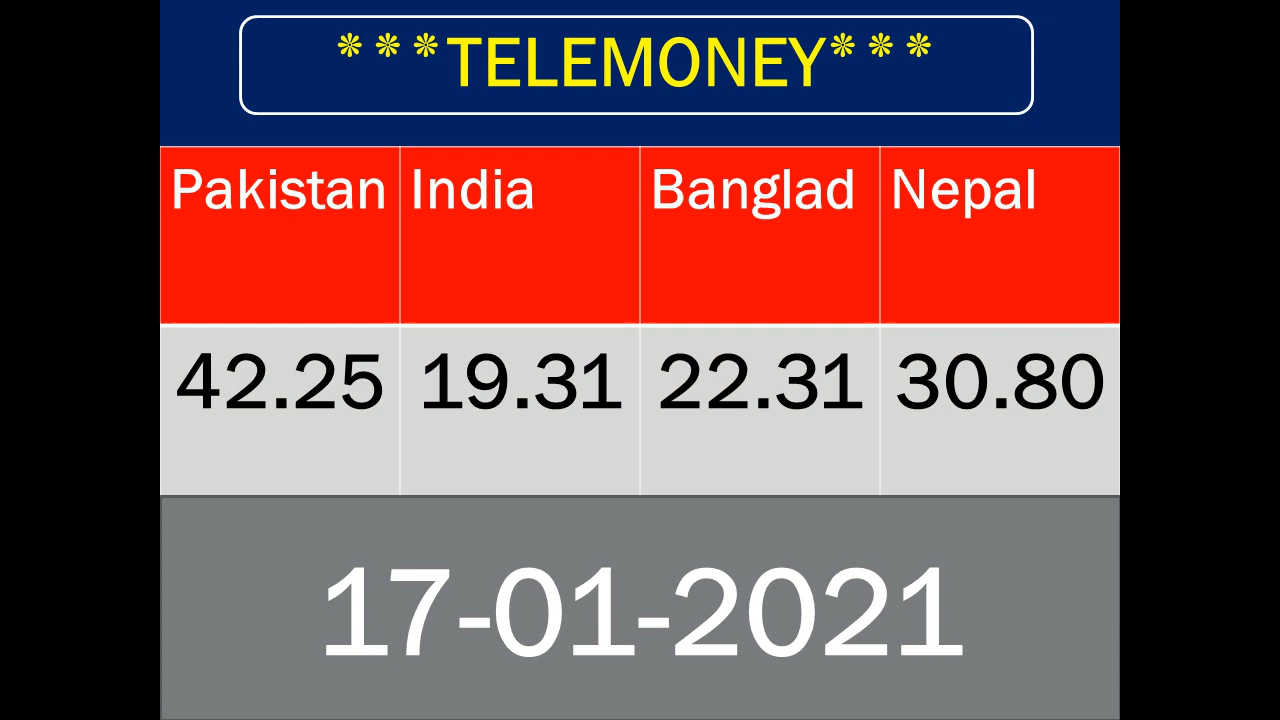 ***TELEMONEY***
Pakistan India Banglad Nepal
42.25 19.31 22.31 30.80
17-01-2021